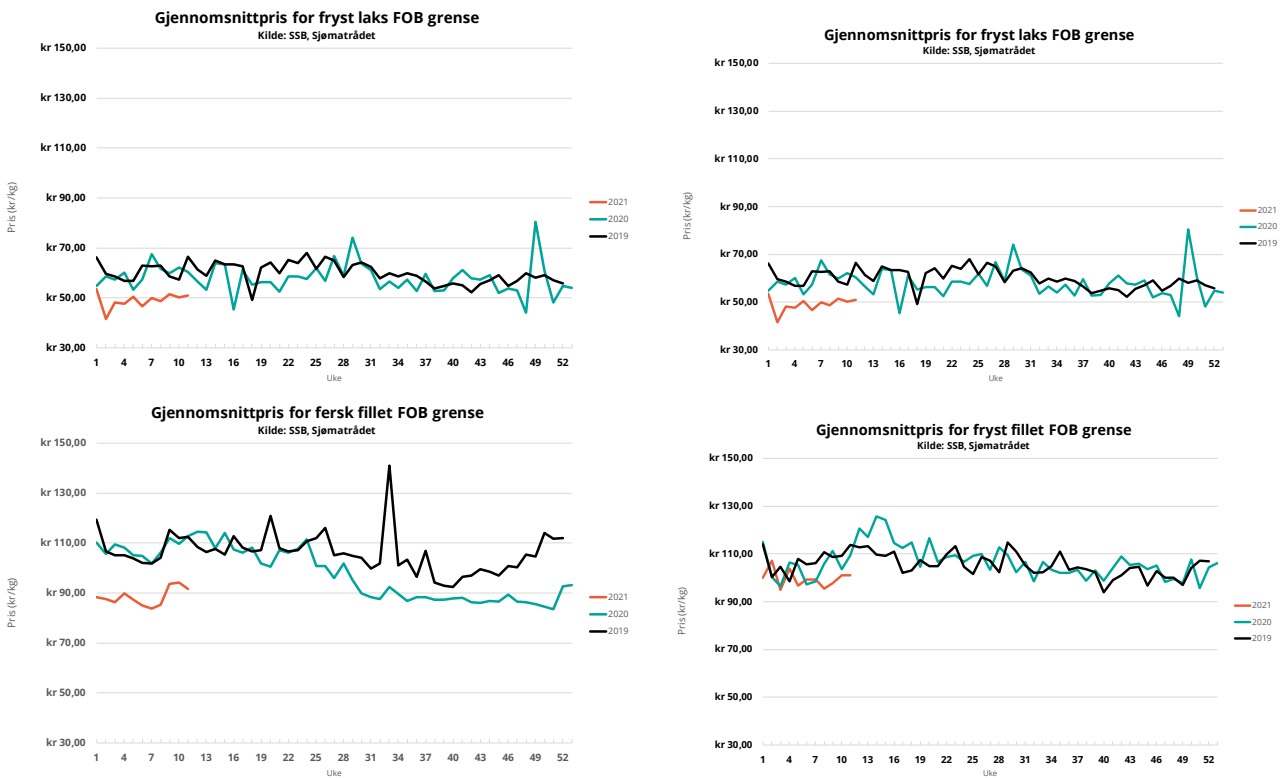 Gjennomsnittpris for fryst laks FOB grense
Kilde: SSB, Sjømatrådet
kr 150,00
kr 130,00
kr 110,00
kr 90,00
kr 70,00
kr 50,00
kr 30,00
Pris (kr/kg)
1 4 7 10 13 16 19 22 25 28 31 34 37 40 43 46 49 52
Uke
2021
2020
2019
Gjennomsnittpris for fryst laks FOB grense
Kilde: SSB, Sjømatrådet
kr 150,00
kr 130,00
kr 110,00
kr 90,00
kr 70,00
kr 50,00
kr 30,00
Pris (kr/kg)
1 4 7 10 13 16 19 22 25 28 31 34 37 40 43 46 49 52
Uke
2021
2020
2019
Gjennomsnittpris for fersk fillet FOB grense
Kilde: SSB, Sjømatrådet
kr 150,00
kr 130,00
kr 110,00
kr 90,00
kr 70,00
kr 50,00
kr 30,00
Pris (kr/kg)
1 4 7 10 13 16 19 22 25 28 31 34 37 40 43 46 49 52
Uke
2021
2020
2019
Gjennomsnittpris for fryst fillet FOB grense
Kilde: SSB, Sjømatrådet
kr 150,00
kr 130,00
kr 110,00
kr 90,00
kr 70,00
kr 50,00
kr 30,00
Pris (kr/kg)
1 4 7 10 13 16 19 22 25 28 31 34 37 40 43 46 49 52
Uke
2021
2020
2019